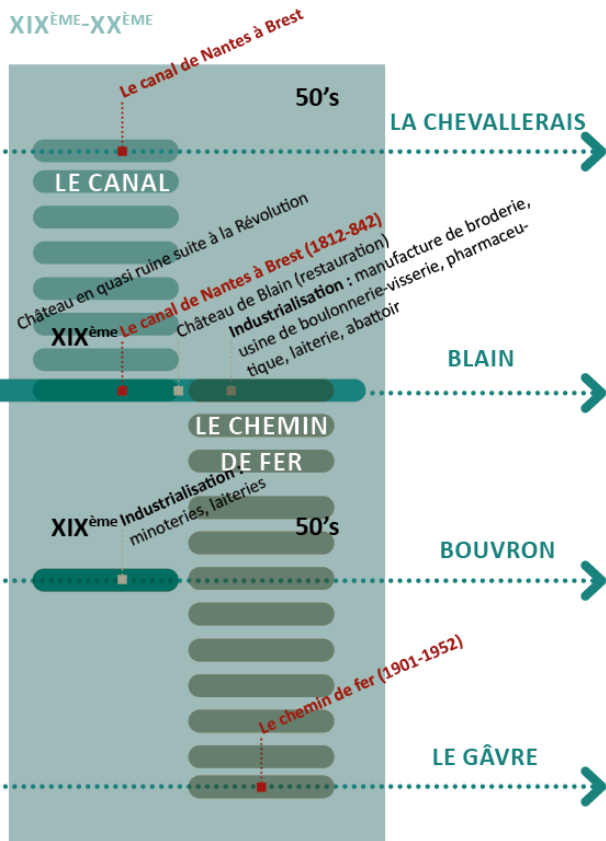 XIXÈME-XXÈME
Le canal de Nantes à Brest
50's
LA CHEVALLERAIS
LE CANAL
Château en quasi ruine suite à la Révolution
XIXème
Le canal de Nantes à Brest (1812-842)
Château de Blain (restauration)
Industrialisation : manufacture de broderie,
usine de boulonnerie-visserie, pharmaceu-
tique, laiterie, abattoir
BLAIN
LE CHEMIN
DE FER
XIXème
Industrialisation :
minoteries, laiteries
50's
BOUVRON
Le chemin de fer (1901-1952)
LE GÂVRE